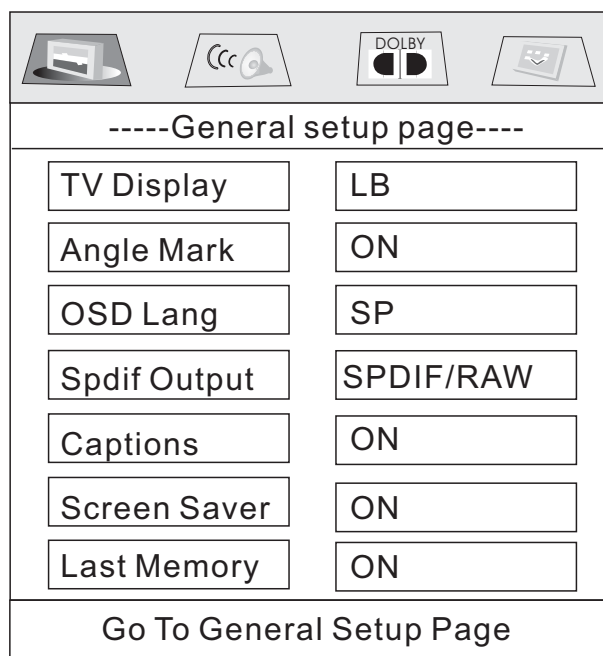 DOLBY
-----General setup page----
TV Display LB
Angle Mark ON
OSD Lang SP
Spdif Output SPDIF/RAW
Captions ON
Screen Saver ON
Last Memory ON
Go To General Setup Page